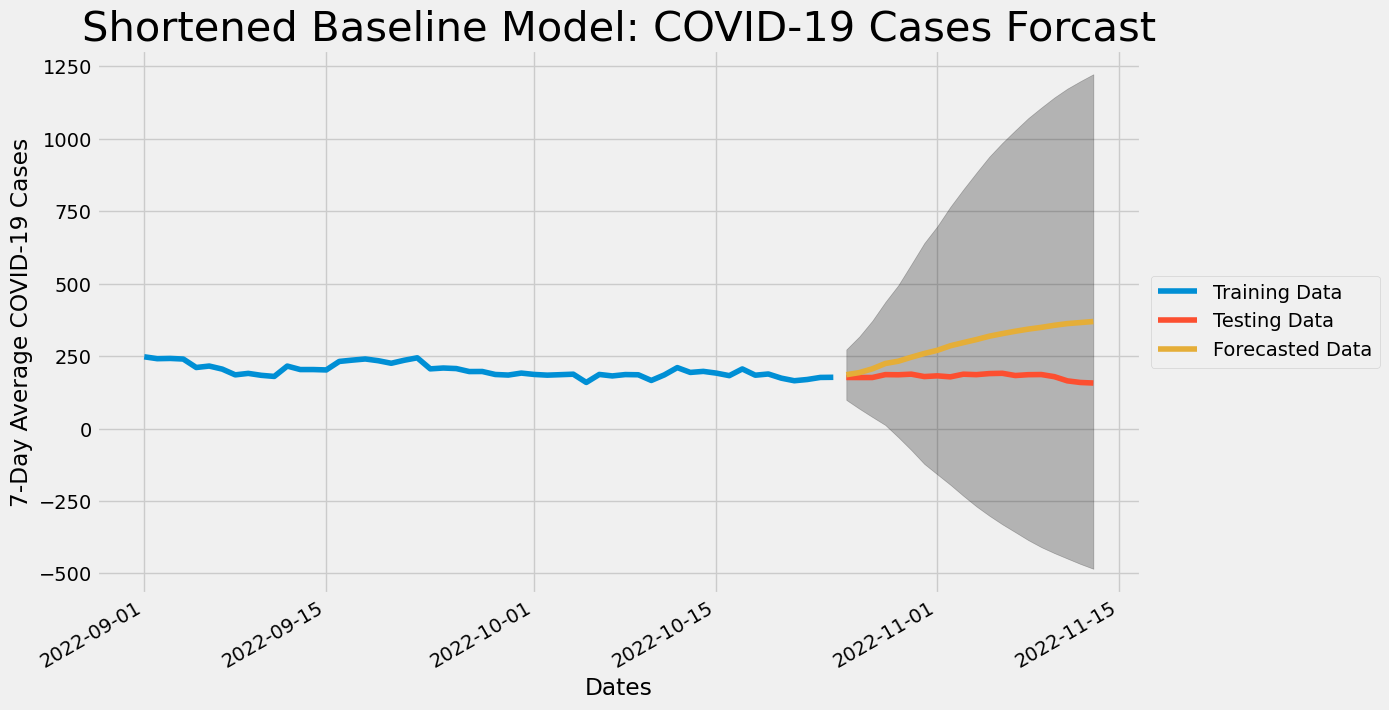 Shortened Baseline Model: COVID-19 Cases Forcast
7-Day Average COVID-19 Cases
1250
1000
750
500
250
0
−250
−500
2022-09-01
2022-09-15
2022-10-01
2022-10-15
2022-11-01
2022-11-15
Dates
Training Data
Testing Data
Forecasted Data